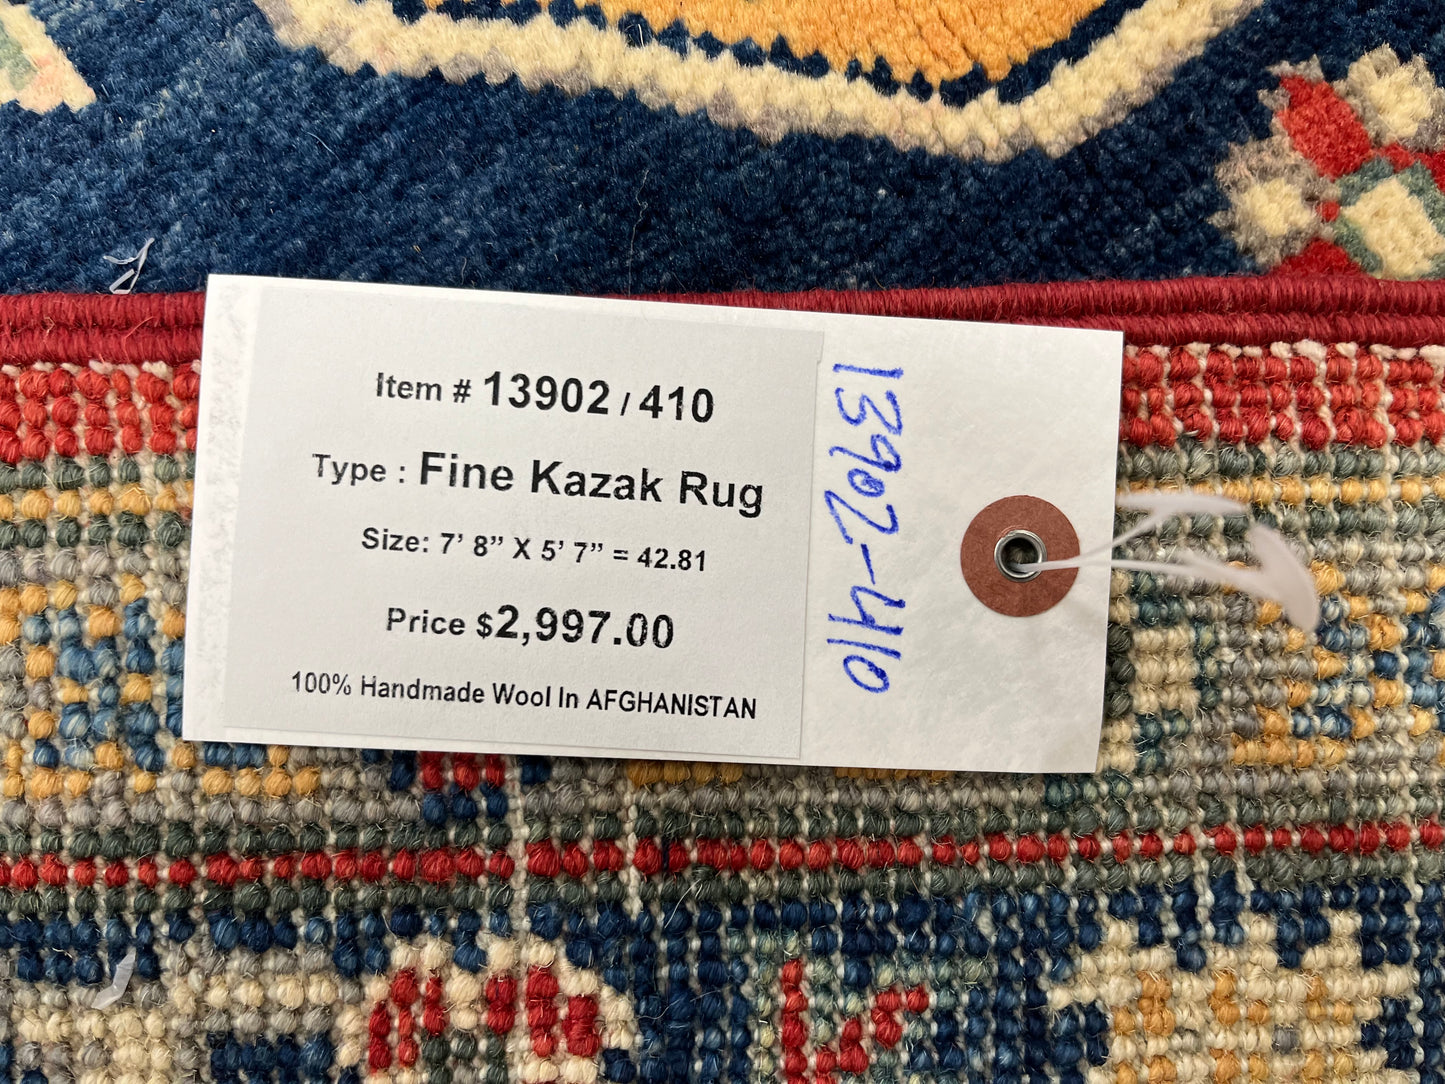 Item # 13902 / 410
Type : Fine Kazak Rug
Size: 7’ 8” X 5’ 7” = 42.81
Price $2,997.00
100% Handmade Wool In AFGHANISTAN
13902-410